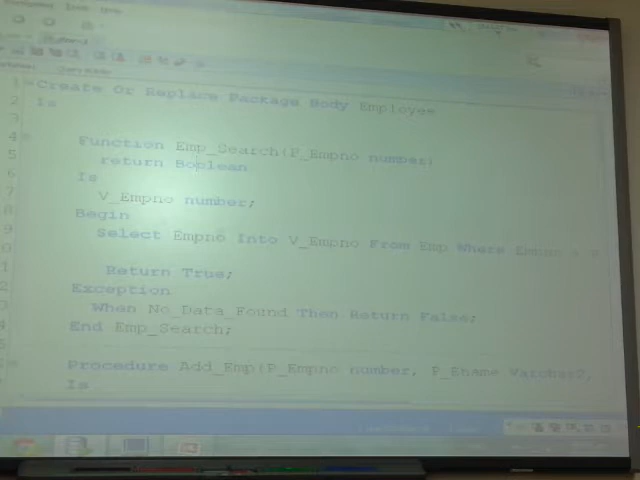 Create Or Replace Package Body Employee
Is
Function Emp_Search(P_Empno number)
return Boolean
Is
V_Empno number;
Begin
Select Empno Into V_Empno From Emp Where Empno = P
Return True;
Exception
When No_Data_Found Then Return False;
End Emp_Search;
Procedure Add_Emp(P_Empno number, P_Ename Varchar2,
Is